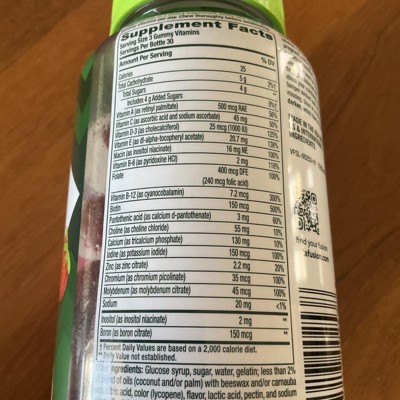 Supplement Facts
Serving Size 3 Gummy Vitamins
Servings Per Bottle 30
Amount Per Serving % DV
Calories 25
Total Carbohydrate 5 g 2%†
Total Sugars 4 g **
Includes 4 g Added Sugars 8%†
Vitamin A (as retinyl palmitate) 500 mcg RAE 56%
Vitamin C (as ascorbic acid and sodium ascorbate) 45 mg 50%
Vitamin D-3 (as cholecalciferol) 25 mcg (1000 IU) 125%
Vitamin E (as dl-alpha-tocopheryl acetate) 20.7 mg 138%
Niacin (as inositol niacinate) 16 mg NE 100%
Vitamin B-6 (as pyridoxine HCl) 2 mg 118%
Folate 400 mcg DFE 100%
(240 mcg folic acid)
Vitamin B-12 (as cyanocobalamin) 7.2 mcg 300%
Biotin 150 mcg 500%
Pantothenic acid (as calcium d-pantothenate) 3 mg 60%
Choline (as choline chloride) 55 mg 10%
Calcium (as tricalcium phosphate) 130 mg 10%
Iodine (as potassium iodide) 150 mcg 100%
Zinc (as zinc citrate) 2.2 mg 20%
Chromium (as chromium picolinate) 35 mcg 100%
Molybdenum (as molybdenum citrate) 45 mcg 100%
Sodium 20 mg <1%
Inositol (as inositol niacinate) 2 mg **
Boron (as boron citrate) 150 mcg **
† Percent Daily Values are based on a 2,000 calorie diet.
** Daily Value not established.
Other Ingredients: Glucose syrup, sugar, water, gelatin; less than 2%
of oils (coconut and/or palm) with beeswax and/or carnauba
color (lycopene), flavor, lactic acid, pectin, and sodium
MADE IN THE
INGREDIENTS
find your fusion